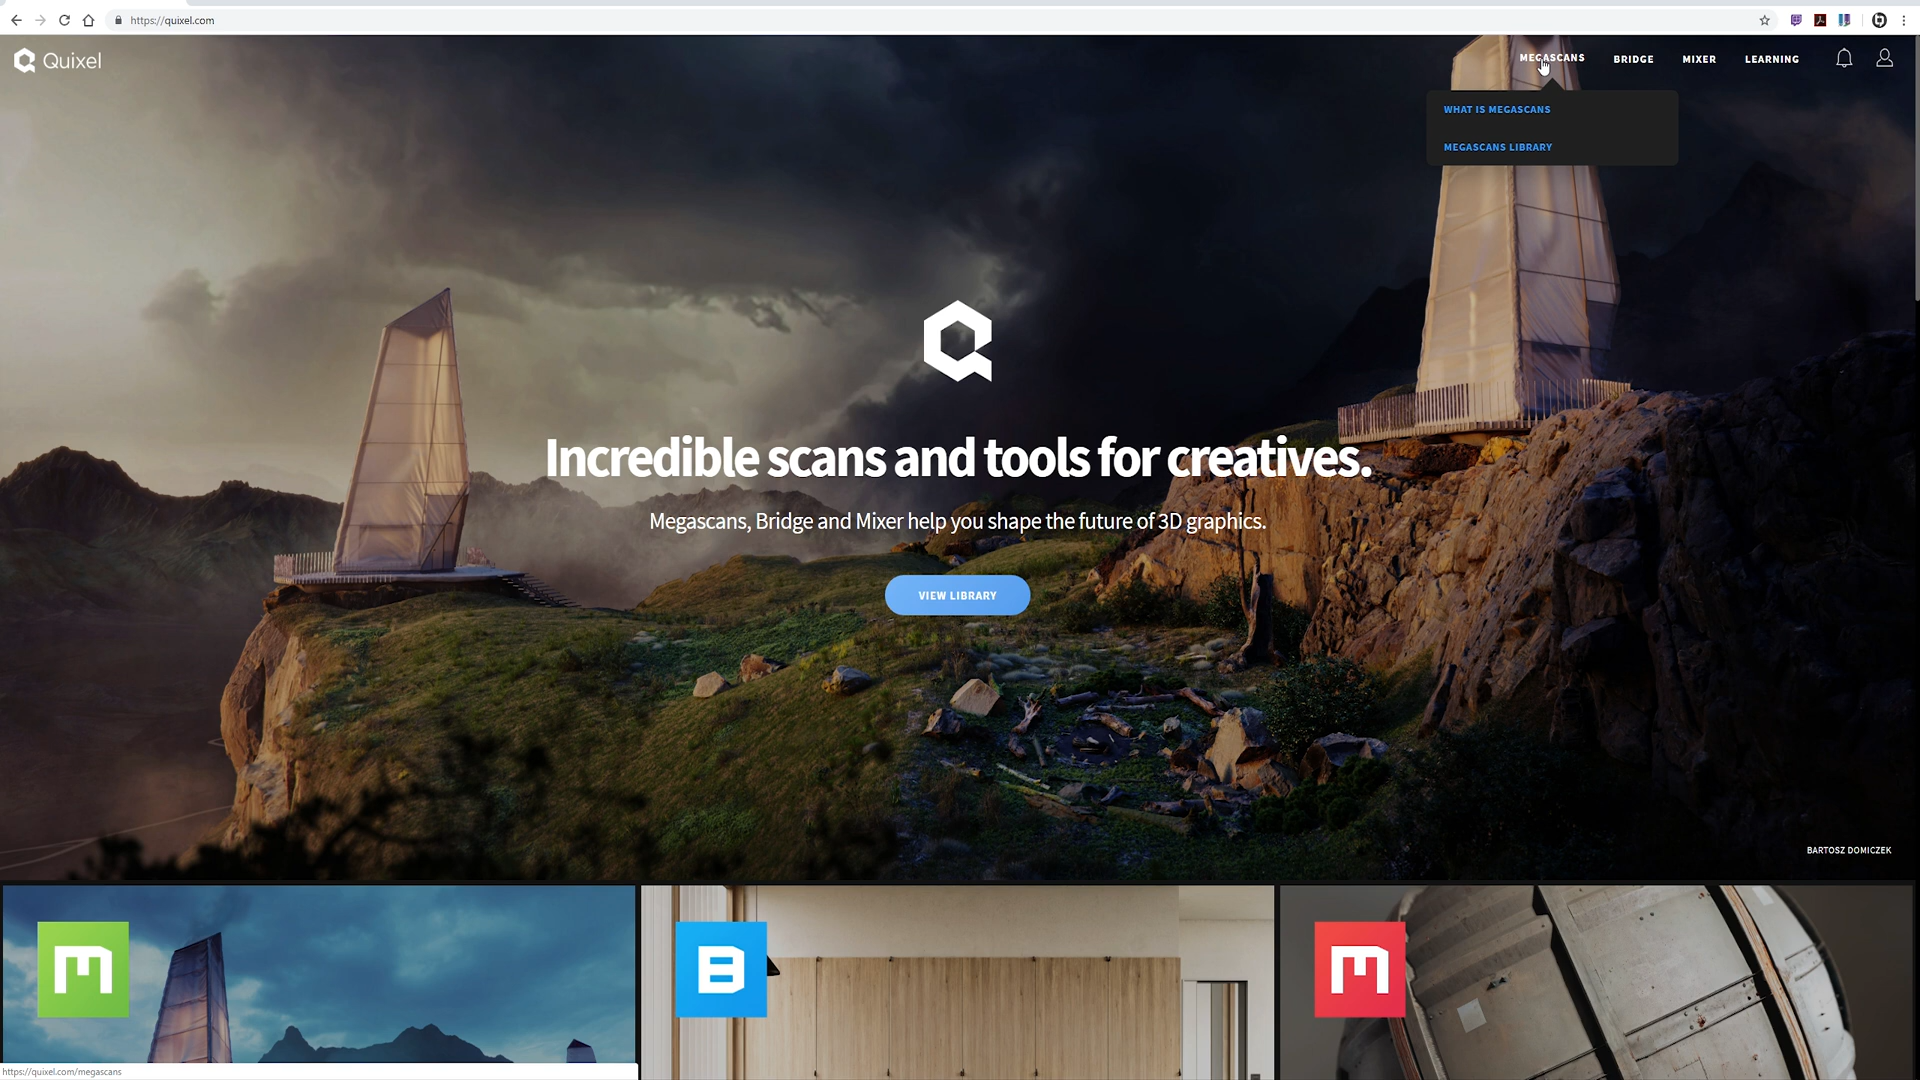 https://quixel.com
Quixel
MEGASCANS
BRIDGE
MIXER
LEARNING
WHAT IS MEGASCANS
MEGASCANS LIBRARY
Incredible scans and tools for creatives.
Megascans, Bridge and Mixer help you shape the future of 3D graphics.
VIEW LIBRARY
BARTOSZ DOMICZEK
M
B
M
https://quixel.com/megascans